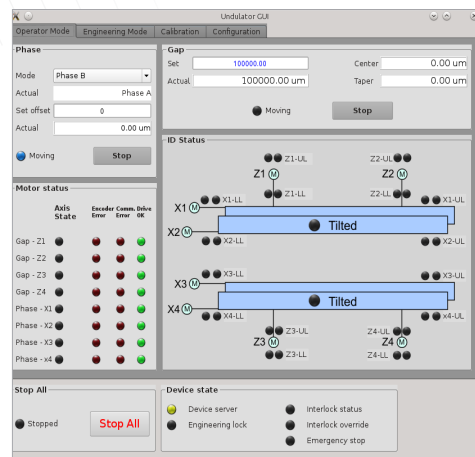 Undulator GUI
Operator Mode Engineering Mode Calibration Configuration
Phase
Mode Phase B
Actual Phase A
Set offset 0
Actual 0.00 um
Moving Stop
Gap
Set 100000.00 Center 0.00 um
Actual 100000.00 um Taper 0.00 um
Moving Stop
Motor status
Axis State Encoder Error Comm. Error Drive OK
Gap - Z1
Gap - Z2
Gap - Z3
Gap - Z4
Phase - X1
Phase - X2
Phase - X3
Phase - x4
ID Status
Z1-UL Z2-UL
Z1 M Z2 M
X1-LL Z1-LL Z2-LL X1-UL
X1 M
Tilted
X2 M
X2-LL X2-UL
X3-LL X3-UL
X3 M
Tilted
X4 M
X4-LL x4-UL
Z3-UL Z4-UL
Z3 M Z4 M
Z3-LL Z4-LL
Stop All
Stopped Stop All
Device state
Device server Interlock status
Engineering lock Interlock override
Emergency stop